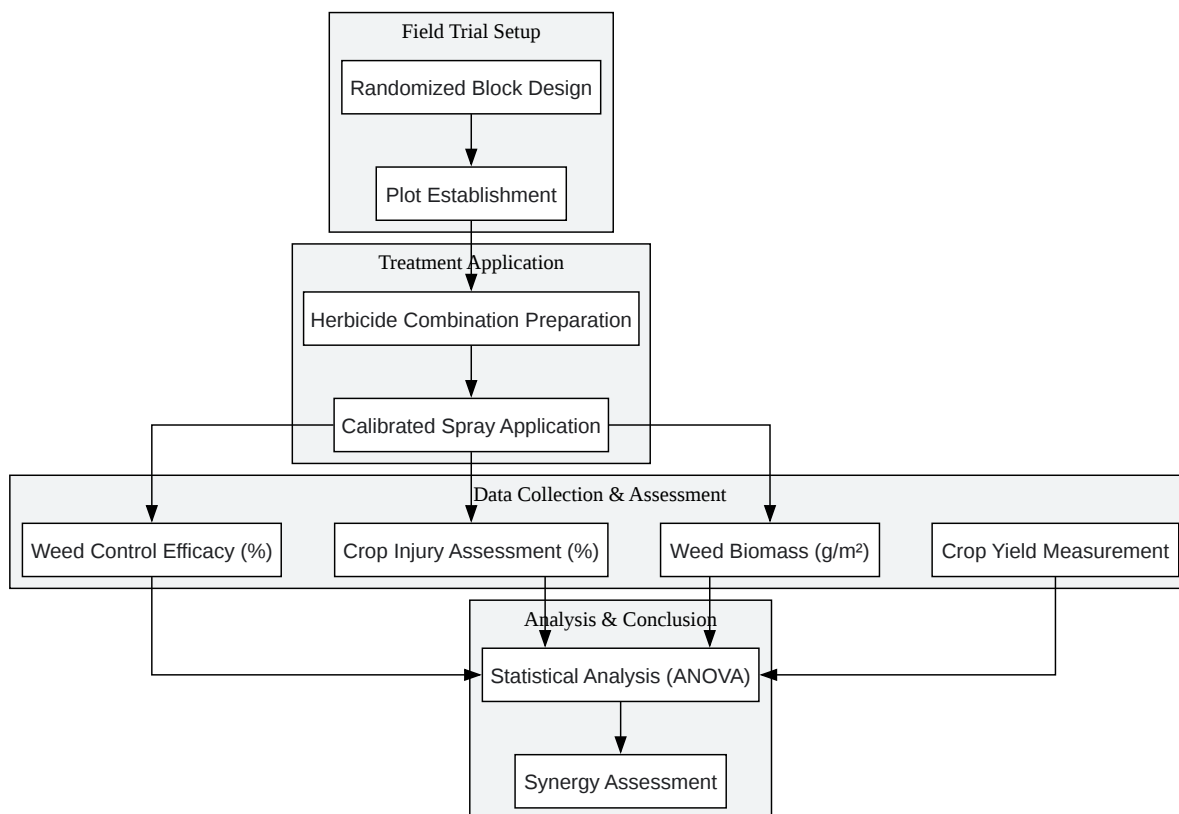 Field Trial Setup
Randomized Block Design
Plot Establishment
Treatment Application
Herbicide Combination Preparation
Calibrated Spray Application
Data Collection & Assessment
Weed Control Efficacy (%)
Crop Injury Assessment (%)
Weed Biomass (g/m²)
Crop Yield Measurement
Analysis & Conclusion
Statistical Analysis (ANOVA)
Synergy Assessment